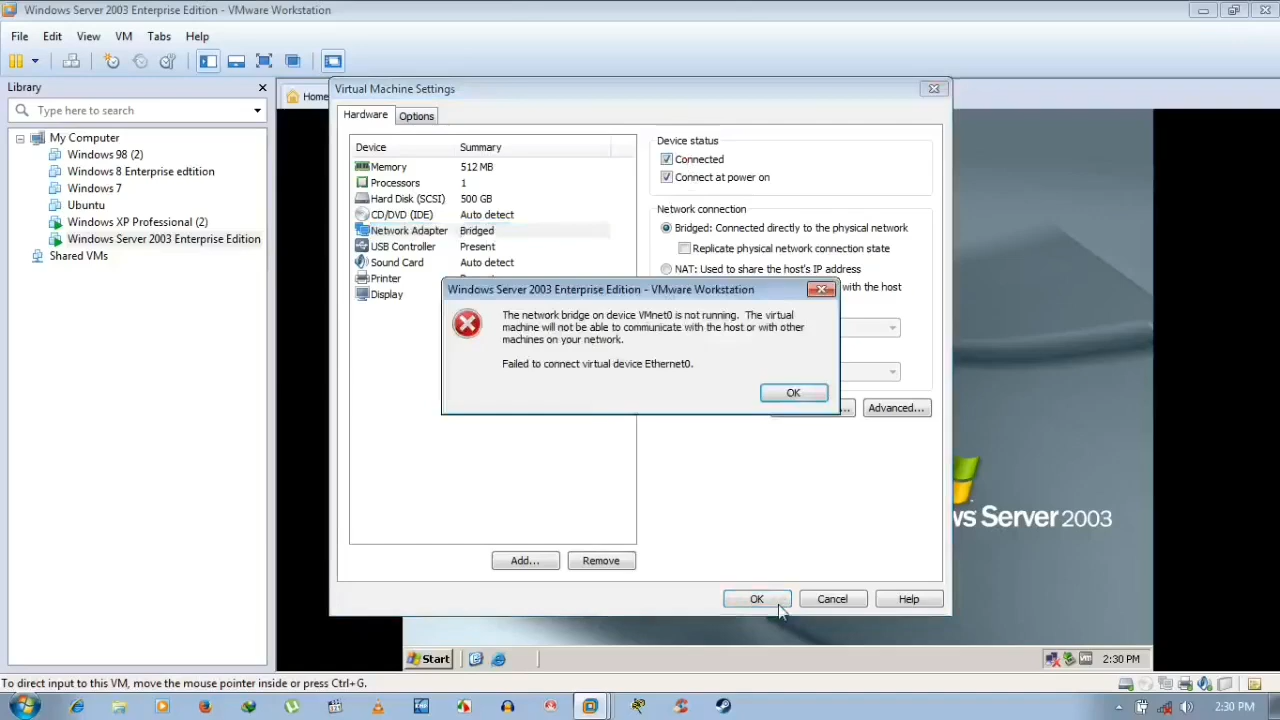 Windows Server 2003 Enterprise Edition - VMware Workstation
File Edit View VM Tabs Help
Library
Type here to search
My Computer
Windows 98 (2)
Windows 8 Enterprise edtition
Windows 7
Ubuntu
Windows XP Professional (2)
Windows Server 2003 Enterprise Edition
Shared VMs
Home
Virtual Machine Settings
Hardware Options
Device Summary
Memory 512 MB
Processors 1
Hard Disk (SCSI) 500 GB
CD/DVD (IDE) Auto detect
Network Adapter Bridged
USB Controller Present
Sound Card Auto detect
Printer
Display
Device status
Connected
Connect at power on
Network connection
Bridged: Connected directly to the physical network
Replicate physical network connection state
NAT: Used to share the host's IP address
with the host
Advanced...
Windows Server 2003 Enterprise Edition - VMware Workstation
The network bridge on device VMnet0 is not running. The virtual
machine will not be able to communicate with the host or with other
machines on your network.
Failed to connect virtual device Ethernet0.
OK
Add... Remove
OK Cancel Help
ws Server 2003
Start
2:30 PM
To direct input to this VM, move the mouse pointer inside or press Ctrl+G.
2:30 PM